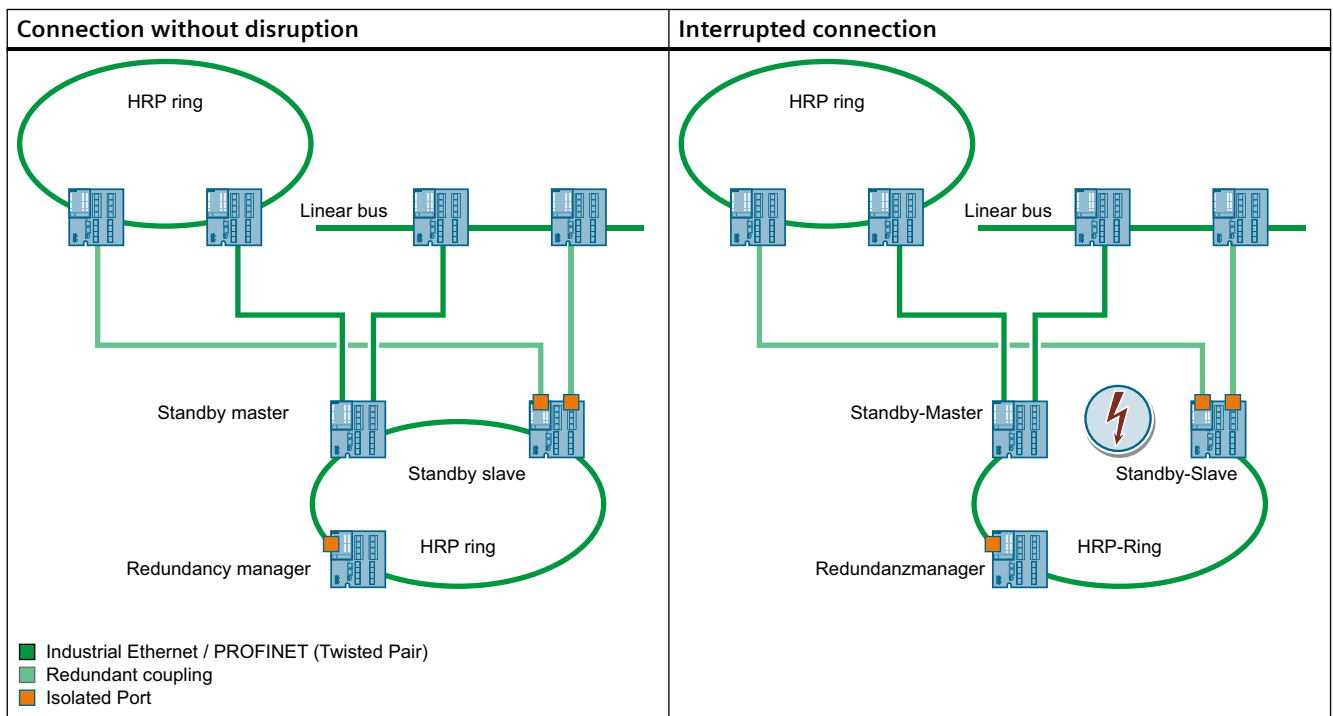 Connection without disruption
HRP ring
Linear bus
Standby master
Standby slave
HRP ring
Redundancy manager
Industrial Ethernet / PROFINET (Twisted Pair)
Redundant coupling
Isolated Port
Interrupted connection
HRP ring
Linear bus
Standby-Master
Standby-Slave
HRP-Ring
Redundanzmanager